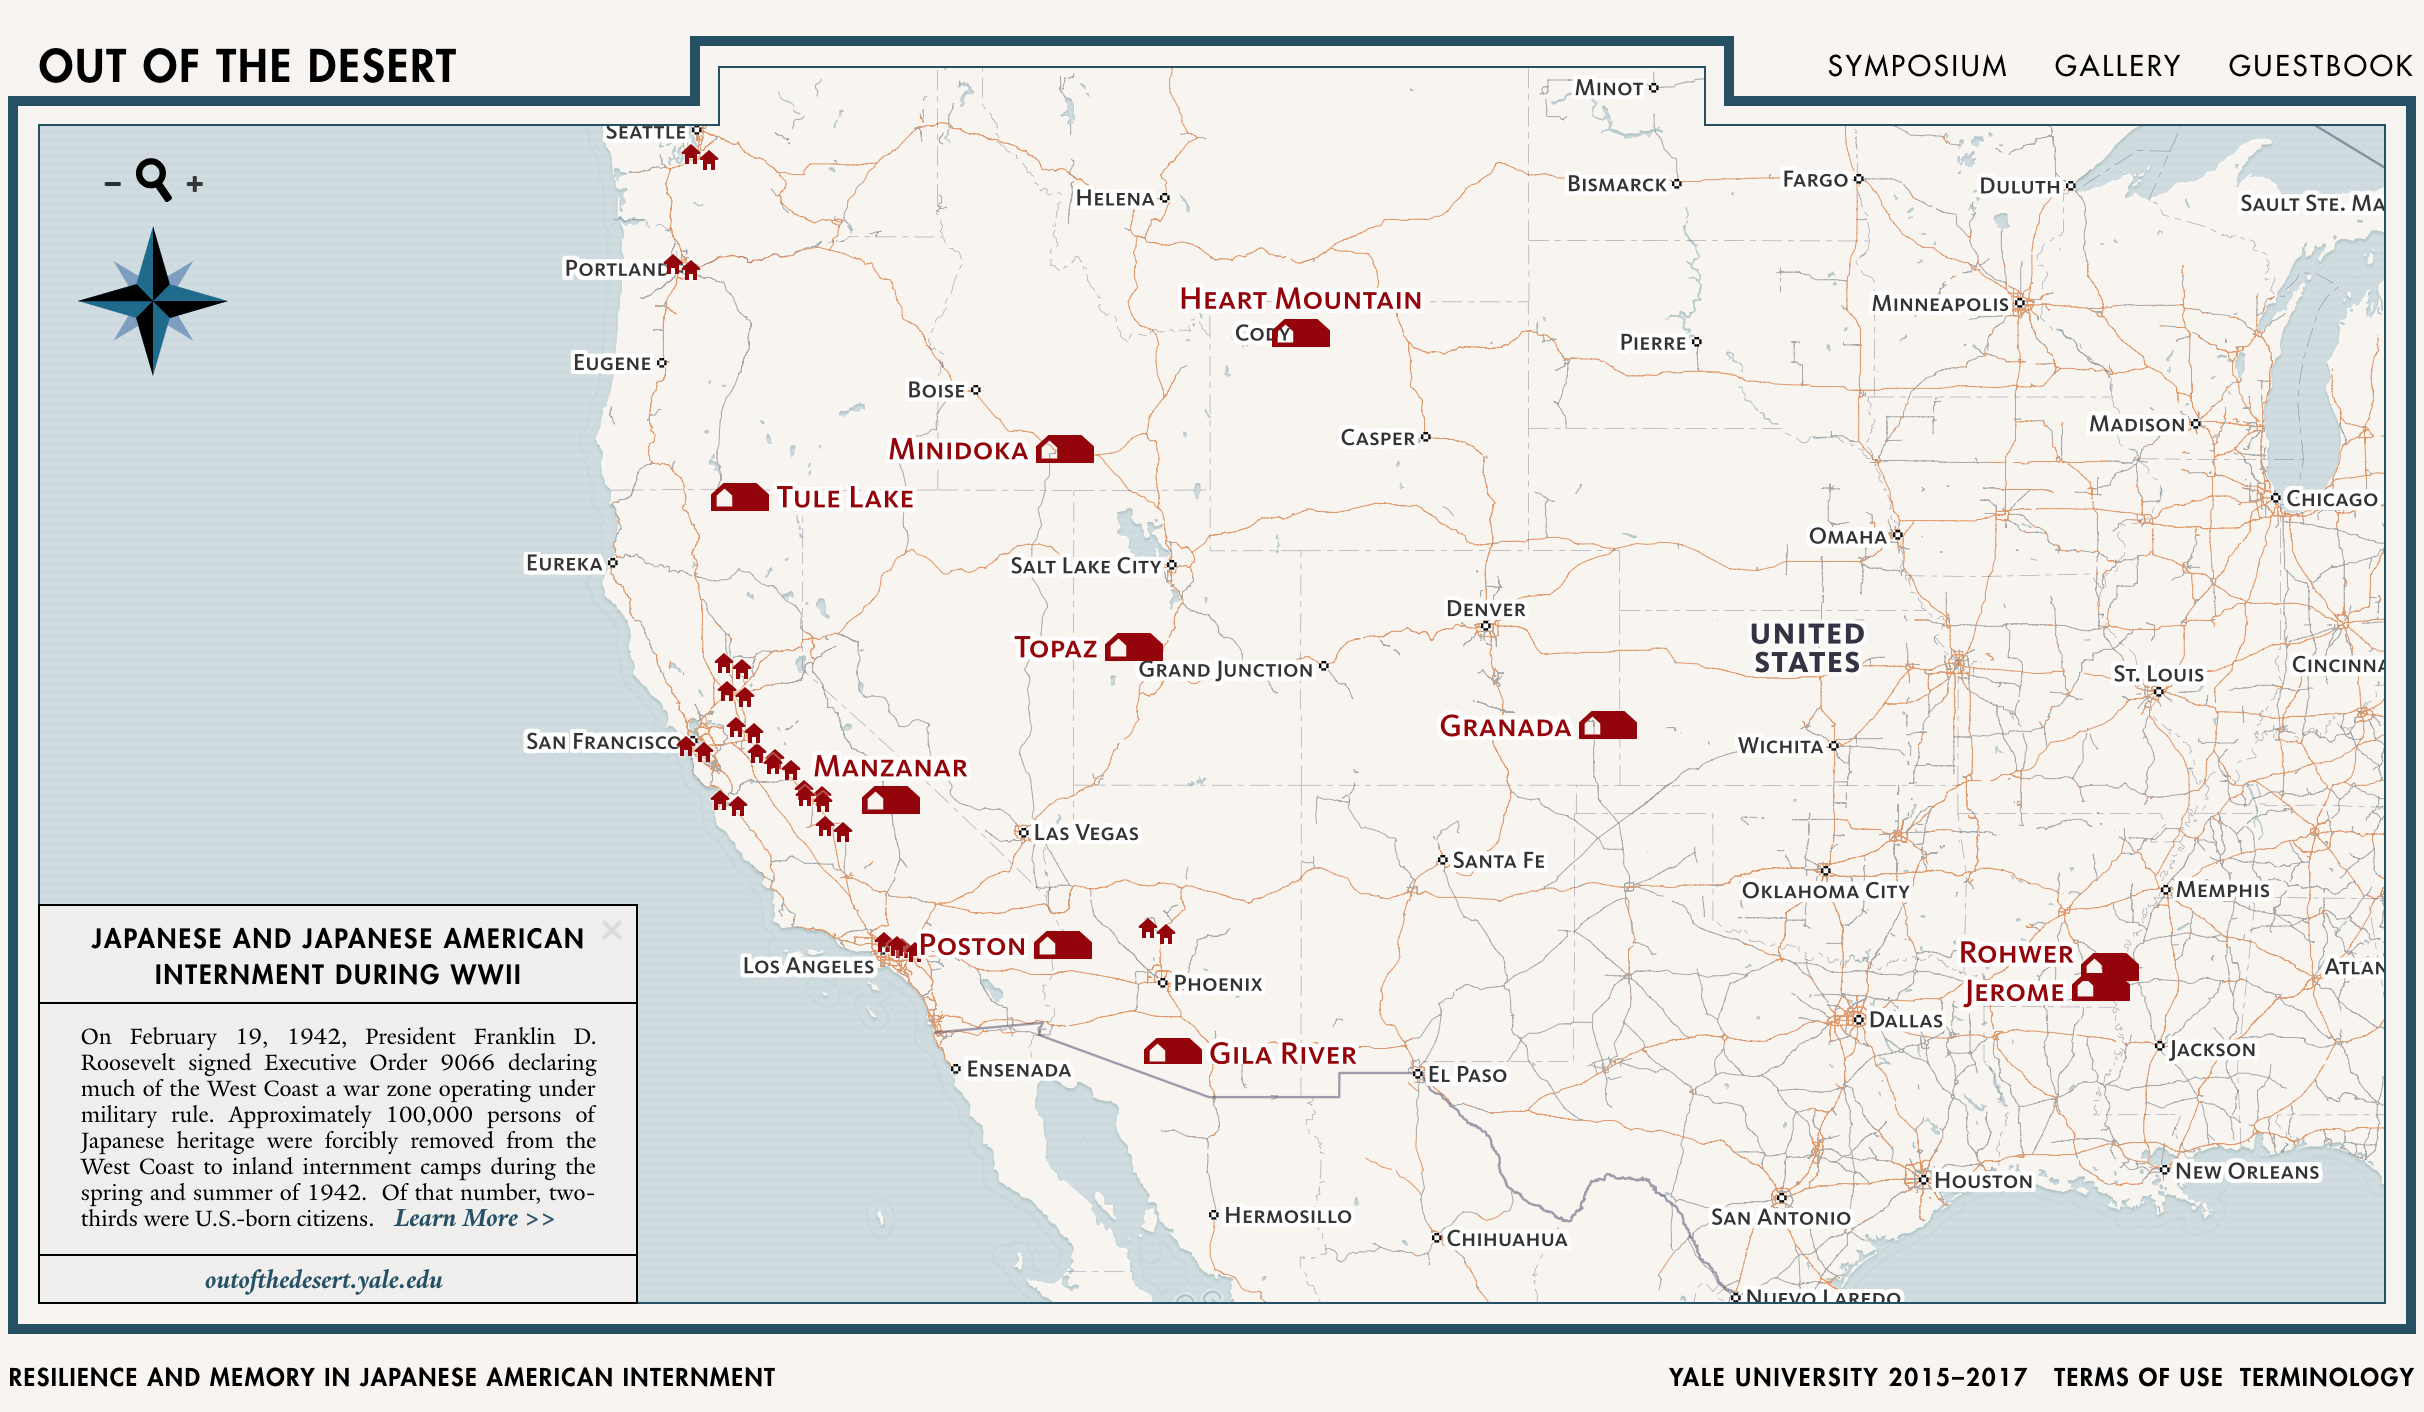 OUT OF THE DESERT
SYMPOSIUM GALLERY GUESTBOOK
MINOT
SEATTLE
HELENA
BISMARCK
FARGO
DULUTH
SAULT STE. MA
PORTLAND
HEART MOUNTAIN
CODY
MINNEAPOLIS
PIERRE
EUGENE
BOISE
MINIDOKA
CASPER
MADISON
TULE LAKE
CHICAGO
OMAHA
EUREKA
SALT LAKE CITY
DENVER
UNITED
STATES
TOPAZ
GRAND JUNCTION
ST. LOUIS
CINCINNA
GRANADA
WICHITA
SAN FRANCISCO
MANZANAR
LAS VEGAS
SANTA FE
OKLAHOMA CITY
MEMPHIS
POSTON
LOS ANGELES
PHOENIX
ROHWER
JEROME
ATLAN
DALLAS
GILA RIVER
JACKSON
ENSENADA
EL PASO
NEW ORLEANS
HOUSTON
HERMOSILLO
SAN ANTONIO
CHIHUAHUA
NUEVO LAREDO
JAPANESE AND JAPANESE AMERICAN
INTERNMENT DURING WWII
On February 19, 1942, President Franklin D.
Roosevelt signed Executive Order 9066 declaring
much of the West Coast a war zone operating under
military rule. Approximately 100,000 persons of
Japanese heritage were forcibly removed from the
West Coast to inland internment camps during the
spring and summer of 1942. Of that number, two-
thirds were U.S.-born citizens. Learn More >>
outofthedesert.yale.edu
RESILIENCE AND MEMORY IN JAPANESE AMERICAN INTERNMENT
YALE UNIVERSITY 2015–2017 TERMS OF USE TERMINOLOGY